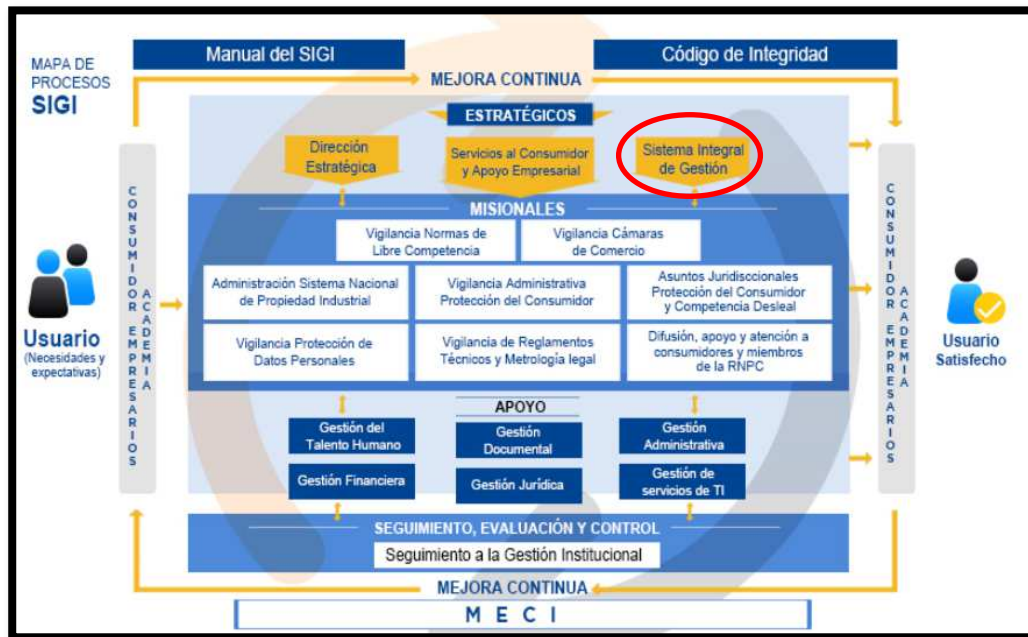 MAPA DE
PROCESOS
SIGI
Manual del SIGI
Código de Integridad
MEJORA CONTINUA
ESTRATÉGICOS
Dirección
Estratégica
Servicios al Consumidor
y Apoyo Empresarial
Sistema Integral
de Gestión
MISIONALES
Vigilancia Normas de
Libre Competencia
Vigilancia Cámaras
de Comercio
Administración Sistema Nacional
de Propiedad Industrial
Vigilancia Administrativa
Protección del Consumidor
Asuntos Juridisccionales
Protección del Consumidor
y Competencia Desleal
Vigilancia Protección de
Datos Personales
Vigilancia de Reglamentos
Técnicos y Metrología legal
Difusión, apoyo y atención a
consumidores y miembros
de la RNPC
APOYO
Gestión del
Talento Humano
Gestión
Documental
Gestión
Administrativa
Gestión Financiera
Gestión Jurídica
Gestión de
servicios de TI
SEGUIMIENTO, EVALUACIÓN Y CONTROL
Seguimiento a la Gestión Institucional
MEJORA CONTINUA
M E C I
Usuario
(Necesidades y
expectativas)
CONSUMIDOR EMPRESARIOS
ACADEMIA
CONSUMIDOR EMPRESARIOS
ACADEMIA
Usuario
Satisfecho